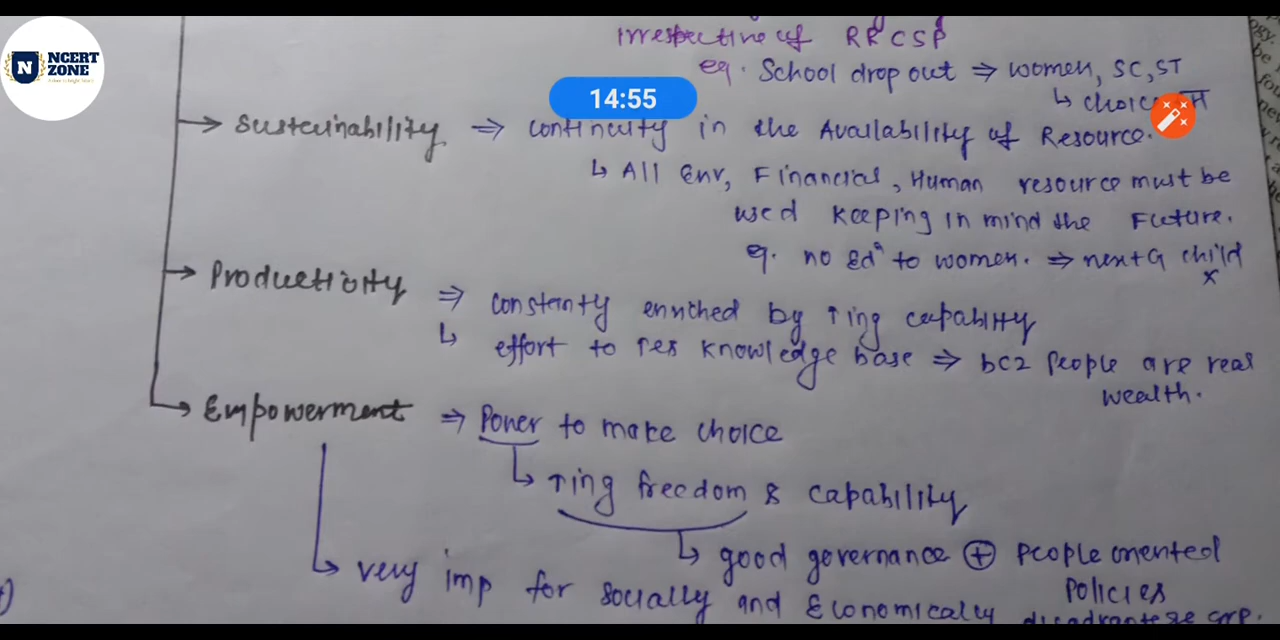 NCERT
ZONE
irrespective of RRCSP
eg. School drop out ⇒ women, SC, ST
↳ choice
14:55
→ Sustainability ⇒ continuity in the Availability of Resource.
↳ All Env, Financial, Human resource must be
used keeping in mind the Future.
eg. no Edⁿ to women. ⇒ next G child
x
→ Productivity ⇒ constanty enriched by ↑ing capability
↳ effort to ↑es knowledge base ⇒ bcz people are real
wealth.
→ Empowerment ⇒ Power to make choice
↳ ↑ing freedom & capability
↳ good governance ⊕ people oriented
policies
↳ very imp for socially and Economically disadvantage grp.